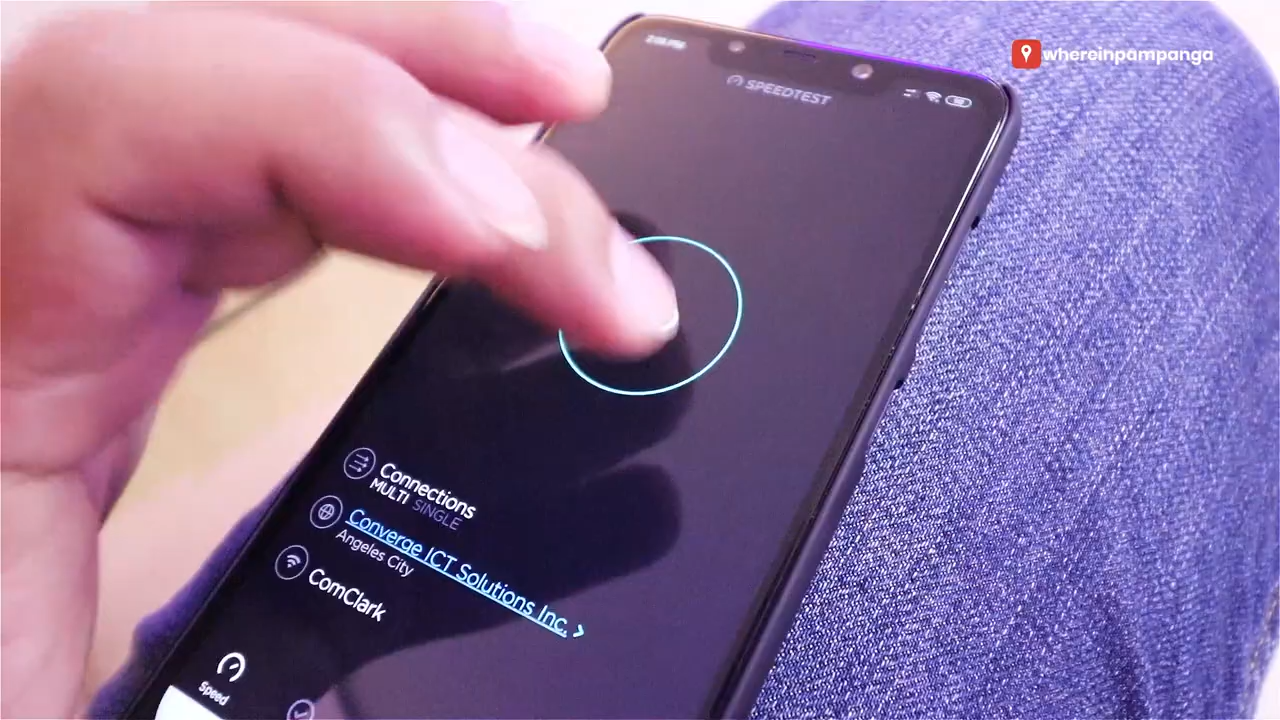 whereinpampanga
SPEEDTEST
Connections
MULTI SINGLE
Converge ICT Solutions Inc. >
Angeles City
ComClark
Speed